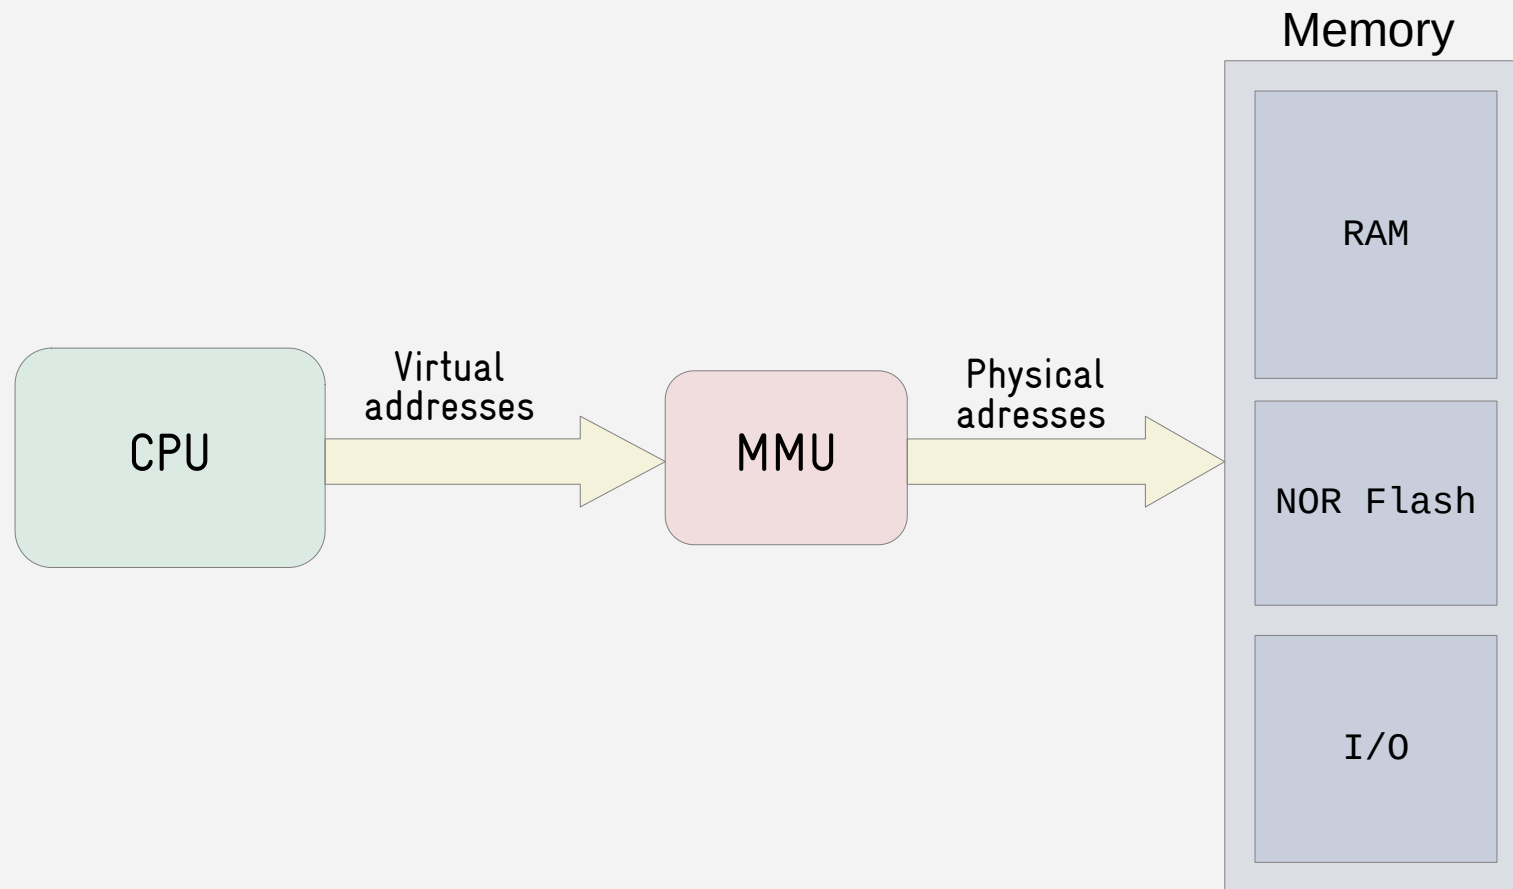 Memory
RAM
Virtual
addresses
Physical
adresses
CPU
MMU
NOR Flash
I/O